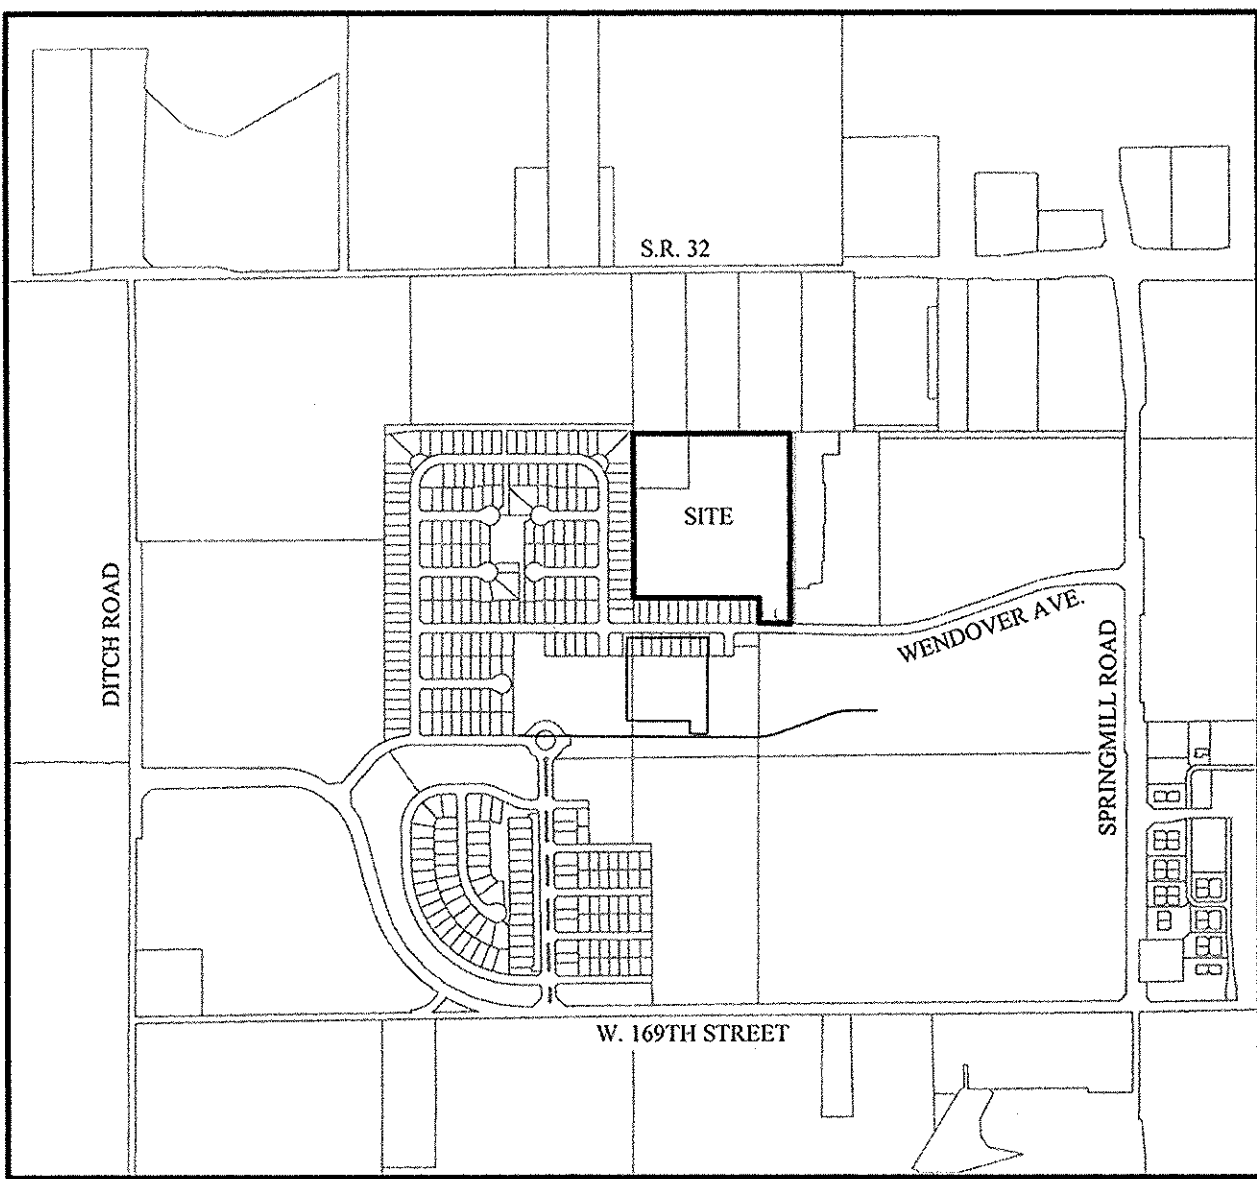 S.R. 32
SITE
DITCH ROAD
WENDOVER AVE.
SPRINGMILL ROAD
W. 169TH STREET